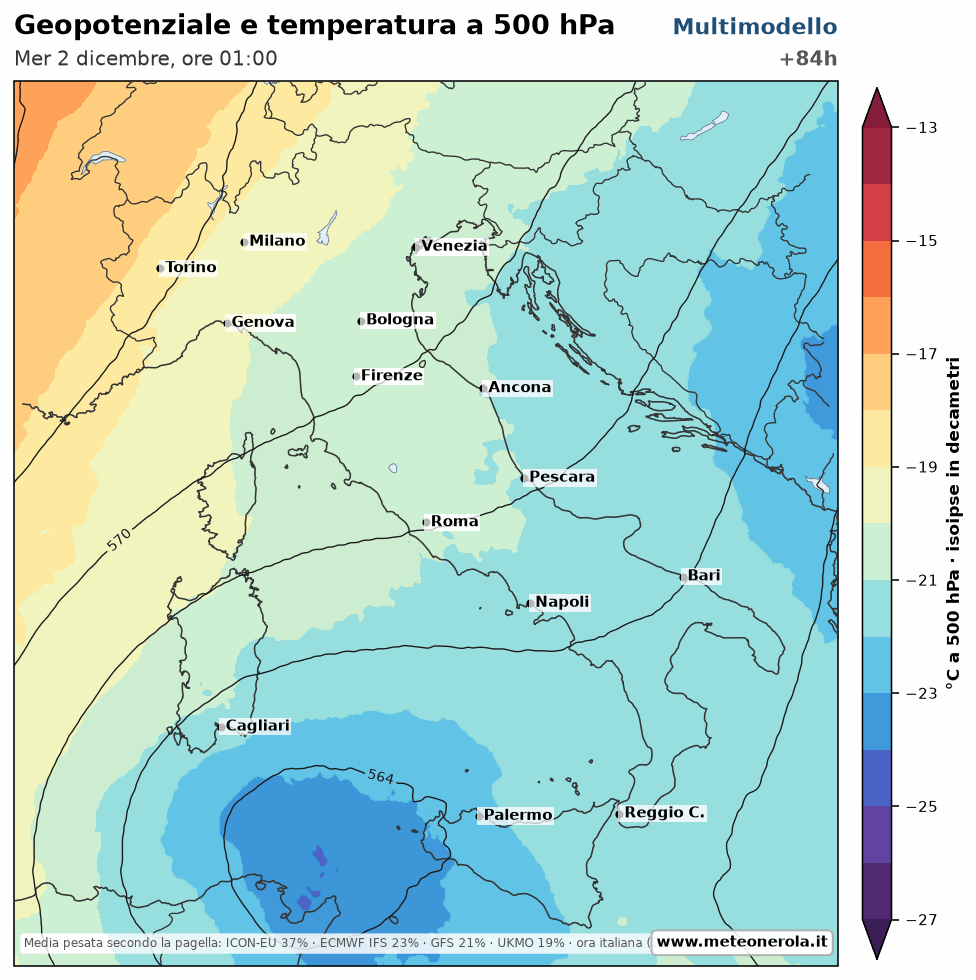 Geopotenziale e temperatura a 500 hPa
Multimodello
Mer 2 dicembre, ore 01:00
+84h
−13
Milano
Venezia
−15
Torino
Genova
Bologna
−17
Firenze
Ancona
−19
Pescara
570
Roma
−21
Bari
Napoli
−23
Cagliari
564
−25
Palermo
Reggio C.
−27
°C a 500 hPa · isoipse in decametri
Media pesata secondo la pagella: ICON-EU 37% · ECMWF IFS 23% · GFS 21% · UKMO 19% · ora italiana (
www.meteonerola.it